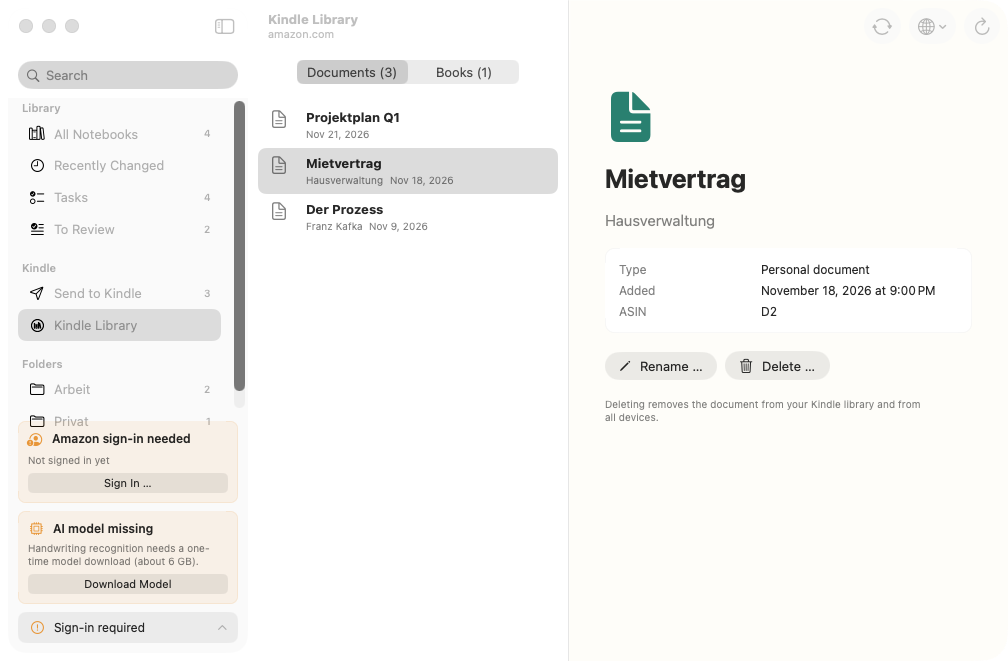 Search
Library
All Notebooks 4
Recently Changed
Tasks 4
To Review 2
Kindle
Send to Kindle 3
Kindle Library
Folders
Arbeit 2
Privat 1
Amazon sign-in needed
Not signed in yet
Sign In ...
AI model missing
Handwriting recognition needs a one-
time model download (about 6 GB).
Download Model
Sign-in required
Kindle Library
amazon.com
Documents (3) Books (1)
Projektplan Q1
Nov 21, 2026
Mietvertrag
Hausverwaltung Nov 18, 2026
Der Prozess
Franz Kafka Nov 9, 2026
Mietvertrag
Hausverwaltung
Type Personal document
Added November 18, 2026 at 9:00 PM
ASIN D2
Rename ... Delete ...
Deleting removes the document from your Kindle library and from
all devices.